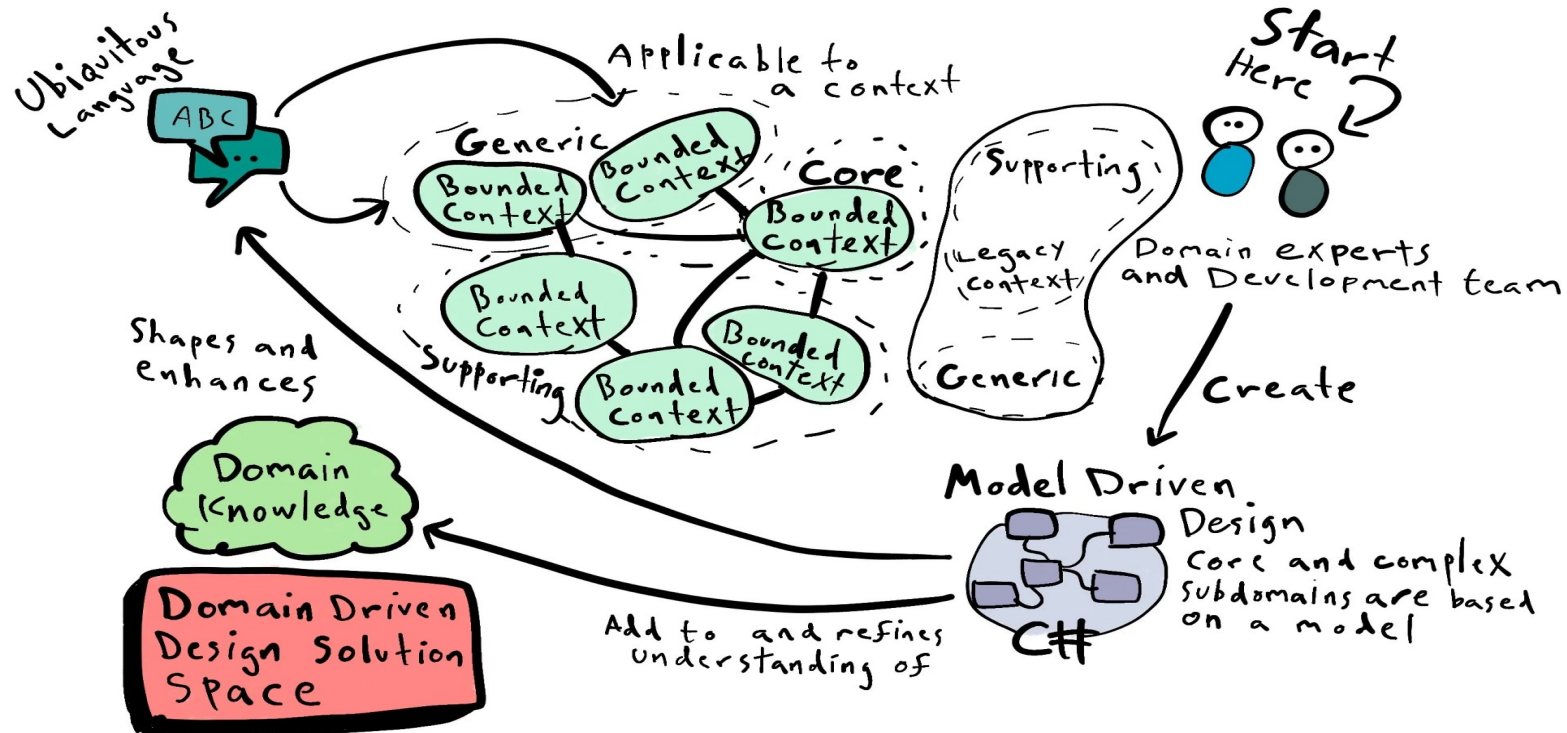 Ubiquitous
Language
ABC
Applicable to
a context
Generic
Bounded
Context
Bounded
Context
Core
Bounded
Context
Bounded
Context
Supporting
Bounded
Context
Bounded
Context
Supporting
Legacy
context
Generic
Start
Here
Domain experts
and Development team
Create
Shapes and
enhances
Domain
Knowledge
Domain Driven
Design Solution
Space
Add to and refines
understanding of
Model Driven
Design
Core and complex
subdomains are based
on a model
C#